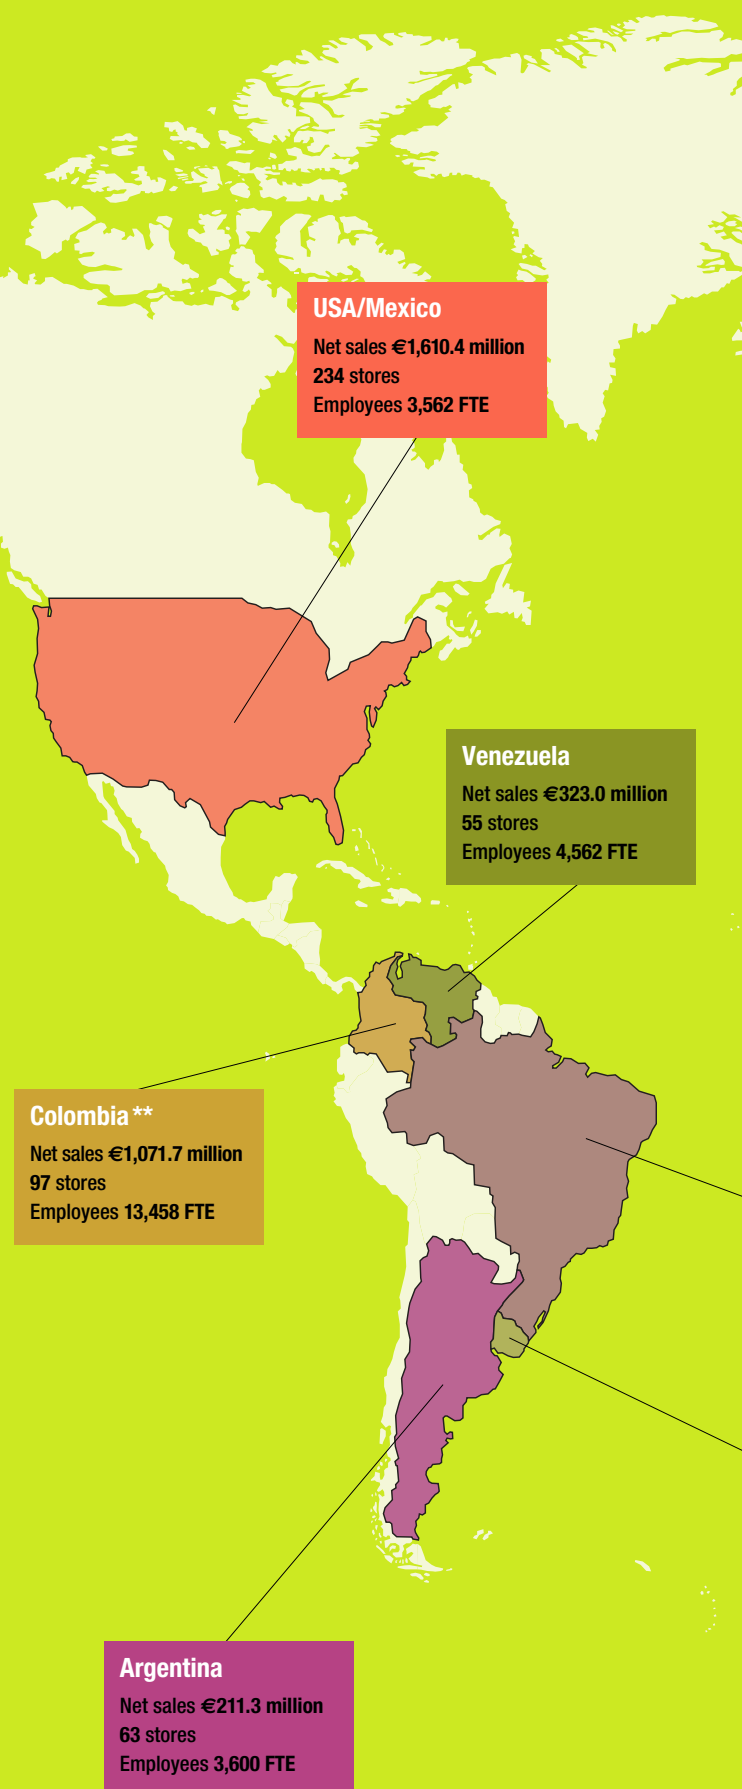 USA/Mexico
Net sales €1,610.4 million
234 stores
Employees 3,562 FTE
Venezuela
Net sales €323.0 million
55 stores
Employees 4,562 FTE
Colombia**
Net sales €1,071.7 million
97 stores
Employees 13,458 FTE
Argentina
Net sales €211.3 million
63 stores
Employees 3,600 FTE